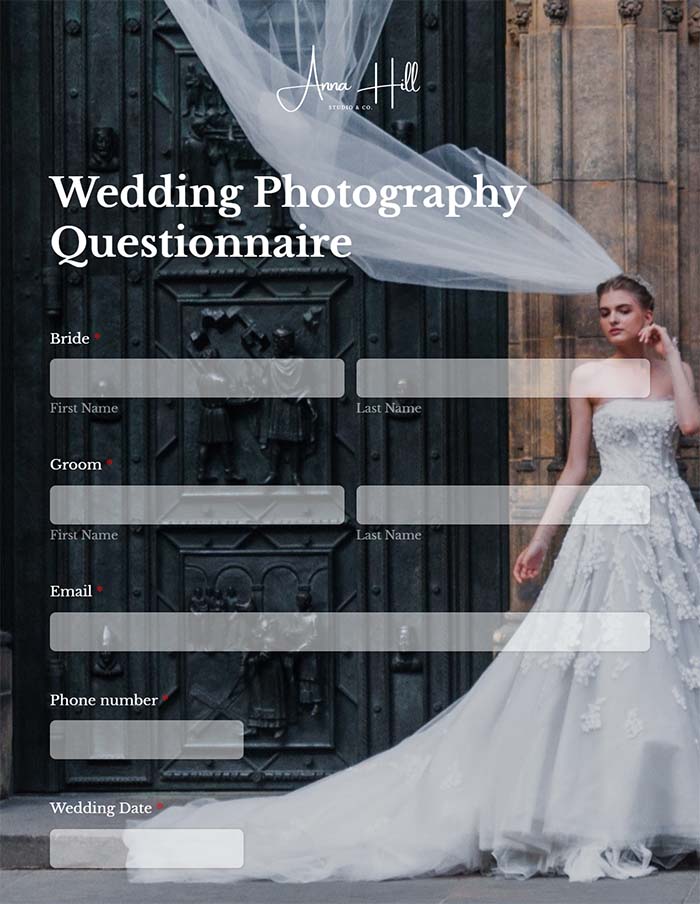 Anna Hill
STUDIO & CO.
Wedding Photography
Questionnaire
Bride *
First Name Last Name
Groom *
First Name Last Name
Email *
Phone number *
Wedding Date *